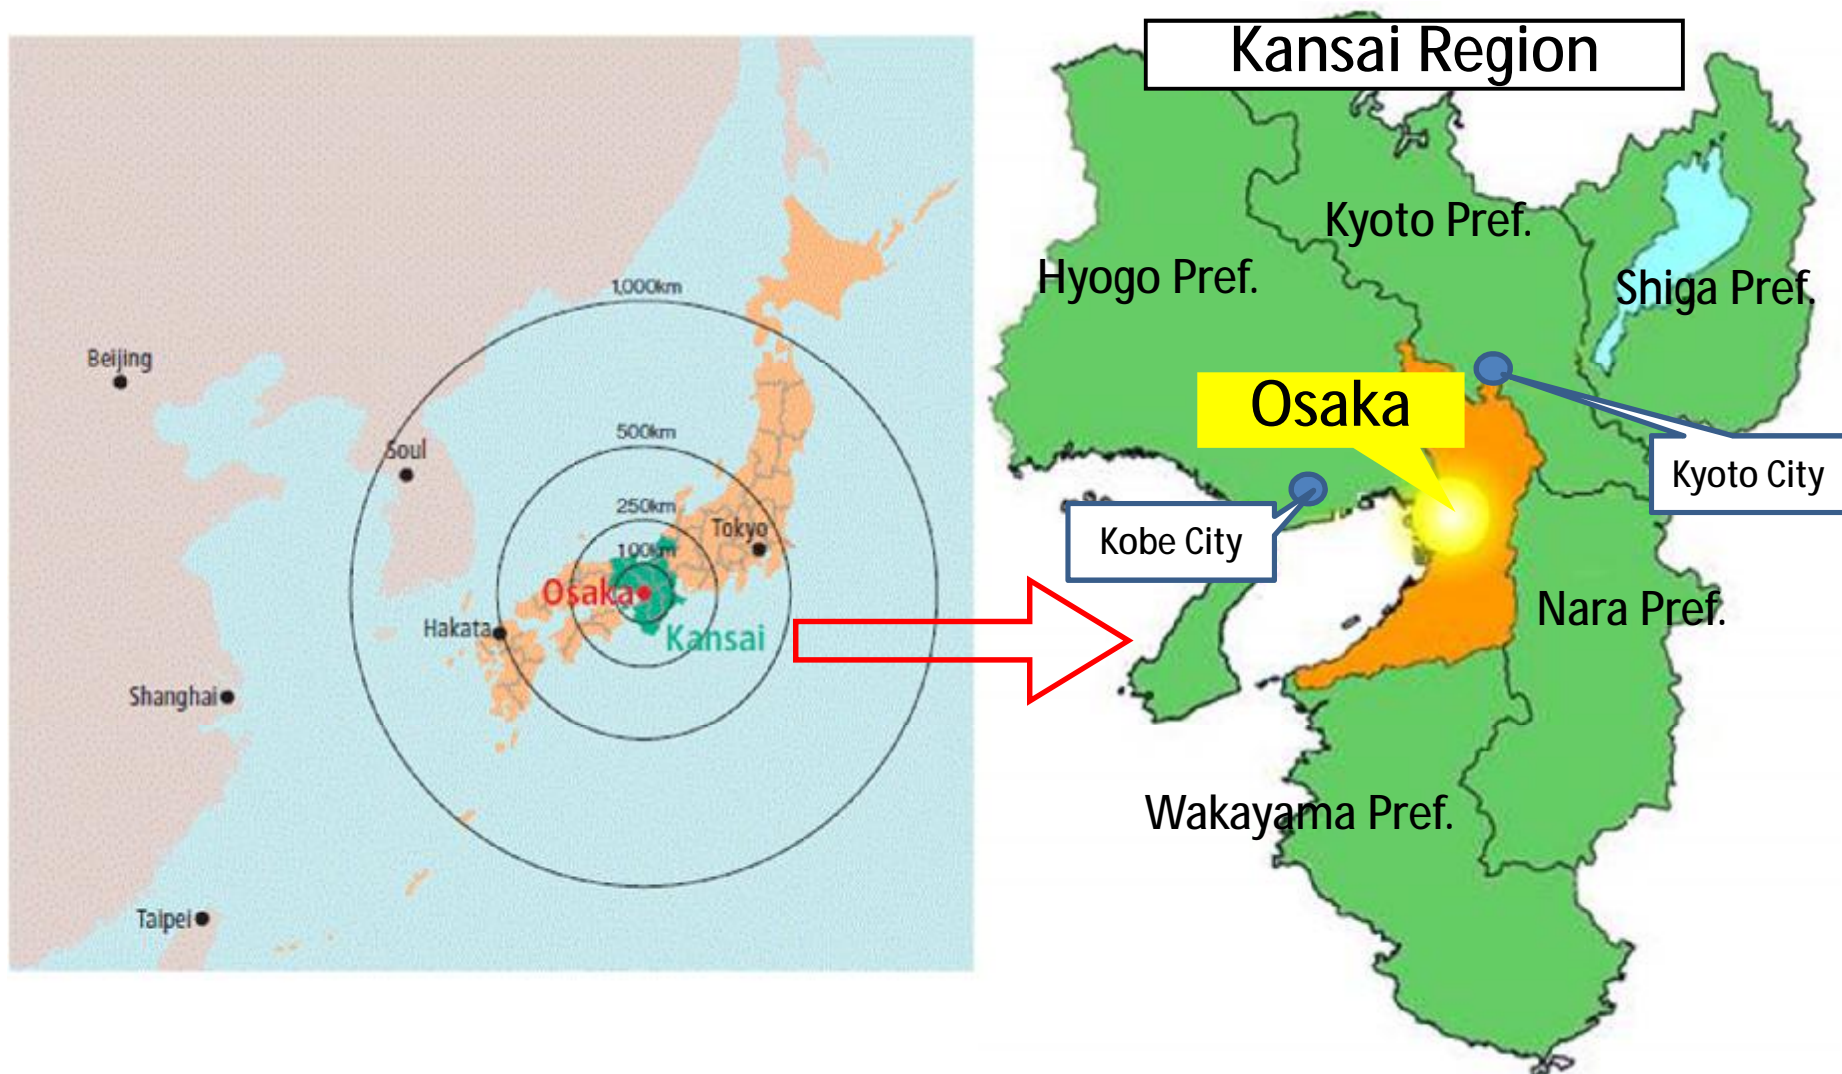 Kansai Region
1,000km
500km
250km
100km
Beijing
Soul
Tokyo
Osaka
Hakata
Kansai
Shanghai
Taipei
Kyoto Pref.
Hyogo Pref.
Shiga Pref.
Osaka
Kyoto City
Kobe City
Nara Pref.
Wakayama Pref.